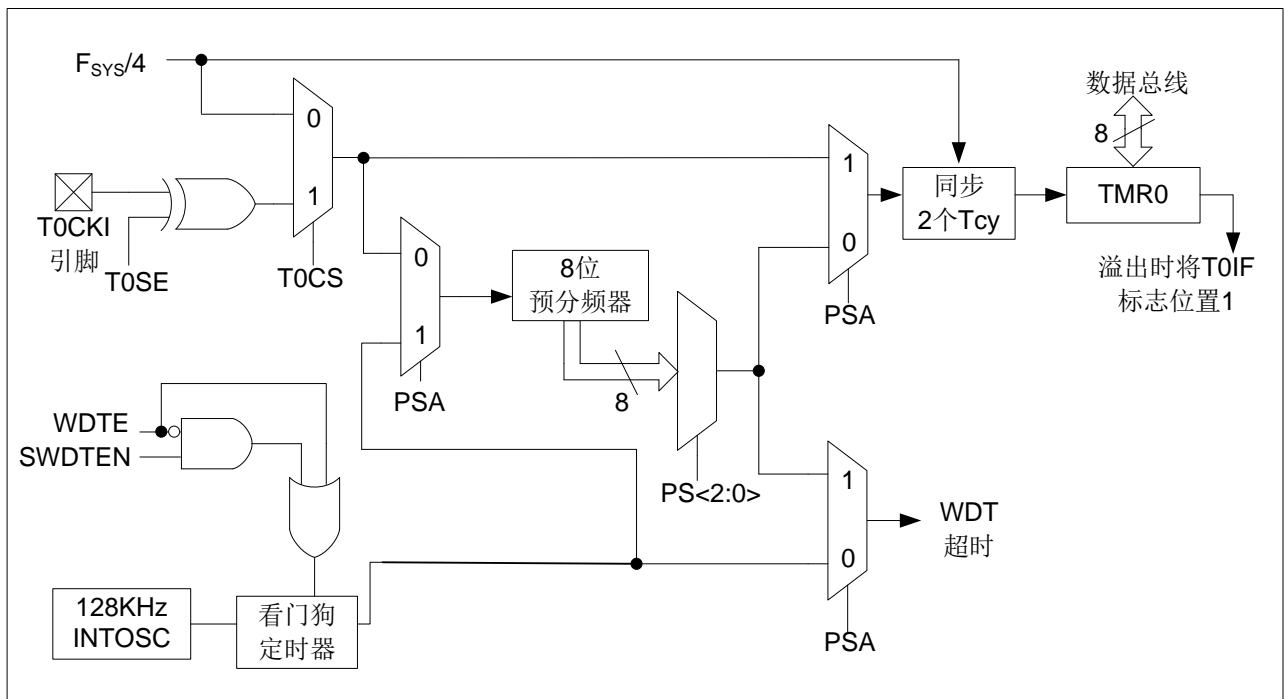 FSYS/4
0
1
T0CKI
引脚
T0SE
T0CS
0
1
PSA
8位
预分频器
8
PS<2:0>
1
0
PSA
同步
2个Tcy
数据总线
8
TMR0
溢出时将T0IF
标志位置1
WDTE
SWDTEN
128KHz
INTOSC
看门狗
定时器
1
0
PSA
WDT
超时